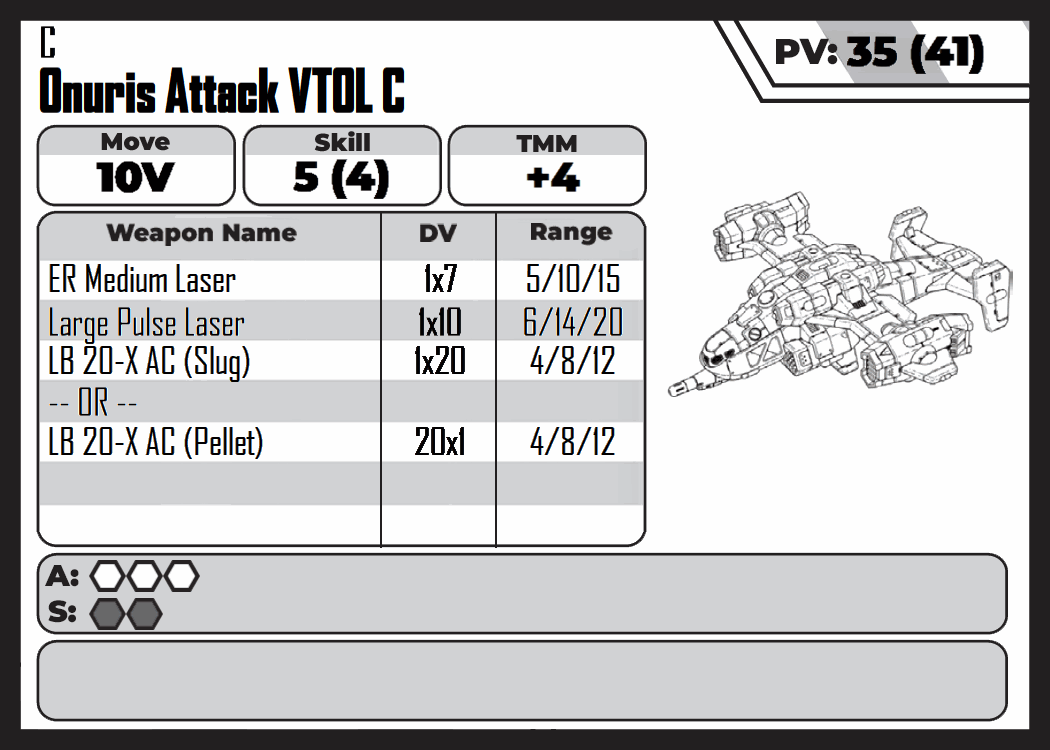 C
Onuris Attack VTOL C
PV: 35 (41)
Move Skill TMM
10V 5 (4) +4
Weapon Name DV Range
ER Medium Laser 1x7 5/10/15
Large Pulse Laser 1x10 6/14/20
LB 20-X AC (Slug) 1x20 4/8/12
-- OR --
LB 20-X AC (Pellet) 20x1 4/8/12
A:
S: